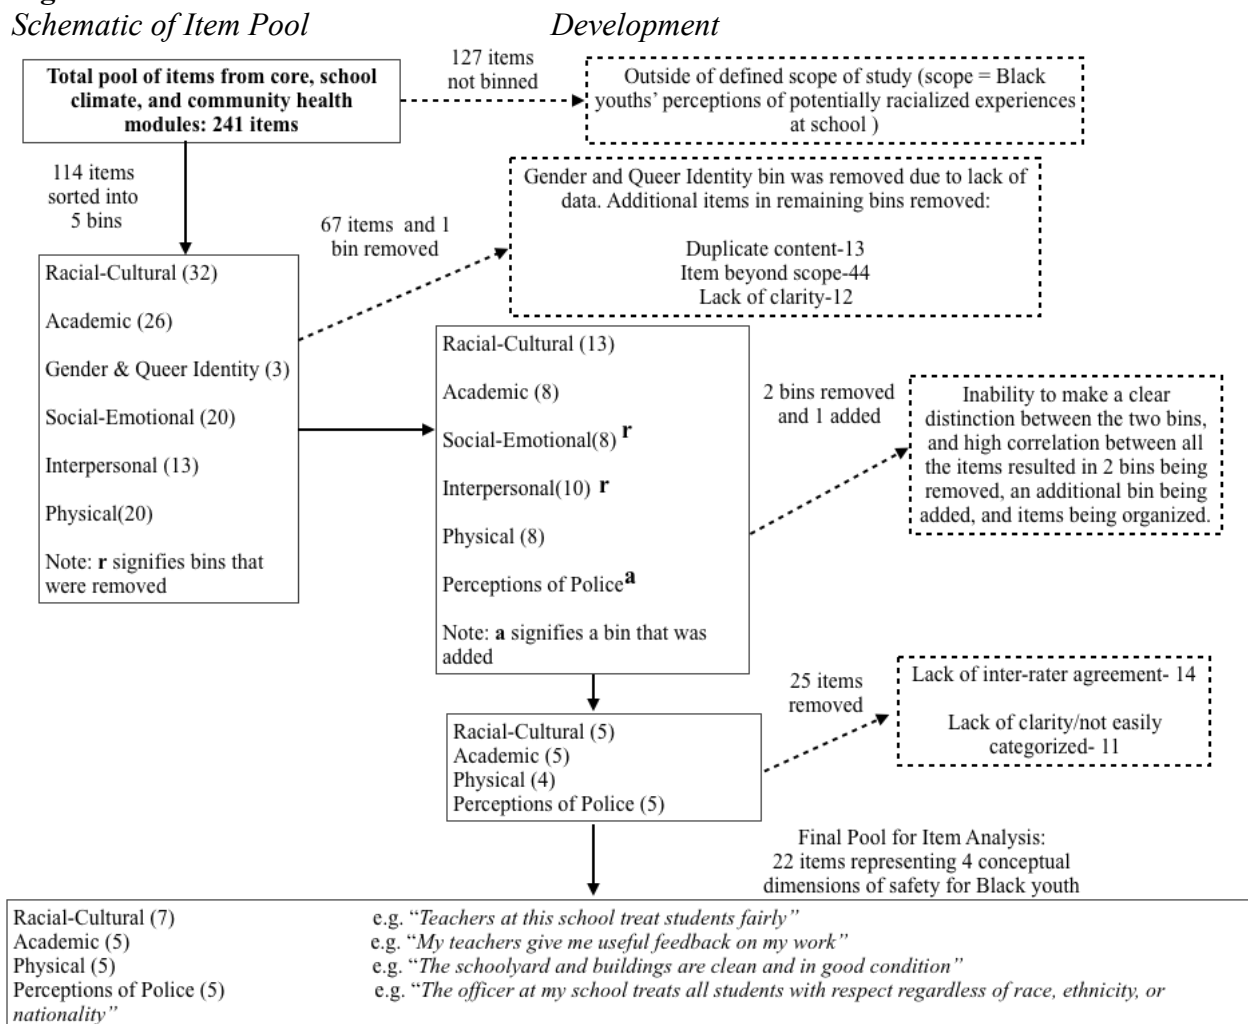 Schematic of Item Pool Development
127 items
not binned
Total pool of items from core, school
climate, and community health
modules: 241 items
Outside of defined scope of study (scope = Black
youths' perceptions of potentially racialized experiences
at school )
114 items
sorted into
5 bins
67 items and 1
bin removed
Gender and Queer Identity bin was removed due to lack of
data. Additional items in remaining bins removed:
Duplicate content-13
Item beyond scope-44
Lack of clarity-12
Racial-Cultural (32)
Academic (26)
Gender & Queer Identity (3)
Social-Emotional (20)
Interpersonal (13)
Physical(20)
Note: r signifies bins that
were removed
Racial-Cultural (13)
Academic (8)
Social-Emotional(8) r
Interpersonal(10) r
Physical (8)
Perceptions of Police a
Note: a signifies a bin that was
added
2 bins removed
and 1 added
Inability to make a clear
distinction between the two bins,
and high correlation between all
the items resulted in 2 bins being
removed, an additional bin being
added, and items being organized.
25 items
removed
Lack of inter-rater agreement- 14
Lack of clarity/not easily
categorized- 11
Racial-Cultural (5)
Academic (5)
Physical (4)
Perceptions of Police (5)
Final Pool for Item Analysis:
22 items representing 4 conceptual
dimensions of safety for Black youth
Racial-Cultural (7) e.g. "Teachers at this school treat students fairly"
Academic (5) e.g. "My teachers give me useful feedback on my work"
Physical (5) e.g. "The schoolyard and buildings are clean and in good condition"
Perceptions of Police (5) e.g. "The officer at my school treats all students with respect regardless of race, ethnicity, or
nationality"